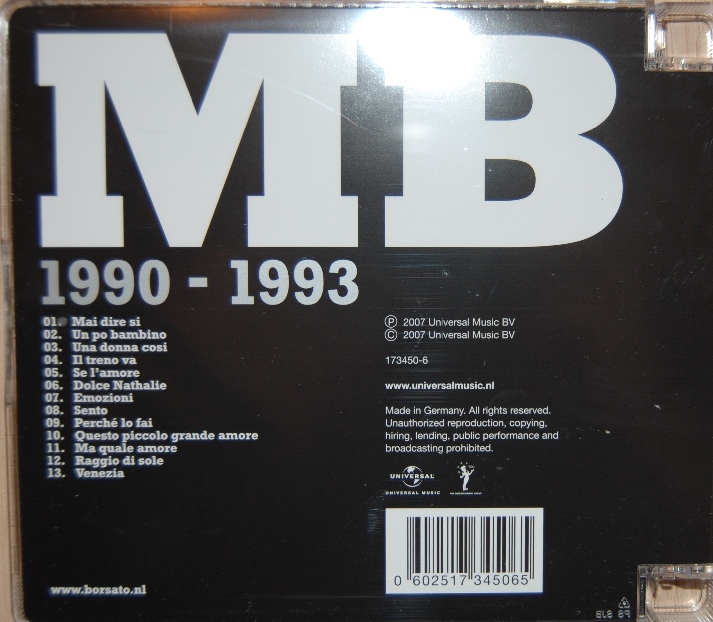 MB
1990 - 1993
01. Mai dire si
02. Un po bambino
03. Una donna cosi
04. Il treno va
05. Se l'amore
06. Dolce Nathalie
07. Emozioni
08. Sento
09. Perché lo fai
10. Questo piccolo grande amore
11. Ma quale amore
12. Raggio di sole
13. Venezia
www.borsato.nl
Ⓟ 2007 Universal Music BV
© 2007 Universal Music BV
173450-6
www.universalmusic.nl
Made in Germany. All rights reserved.
Unauthorized reproduction, copying,
hiring, lending, public performance and
broadcasting prohibited.
UNIVERSAL
UNIVERSAL MUSIC
0 602517 345065